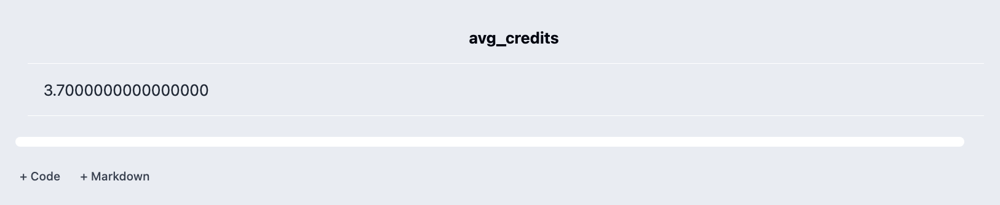 avg_credits
3.7000000000000000
+ Code + Markdown